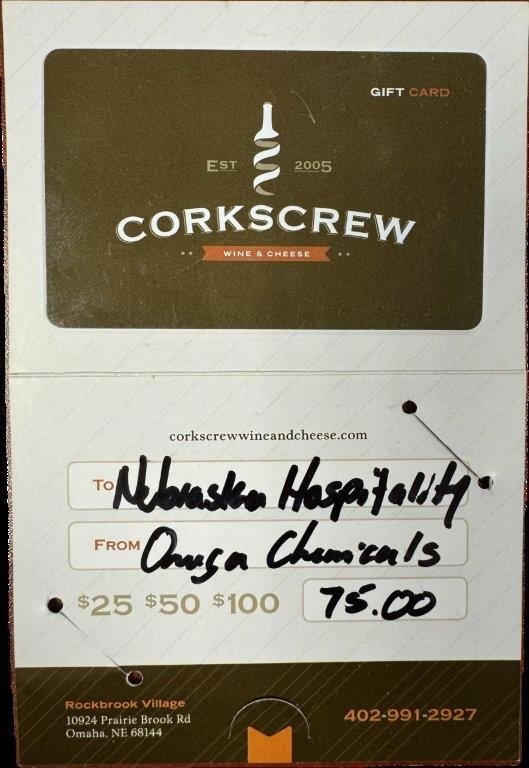 GIFT CARD
EST 2005
CORKSCREW
WINE & CHEESE
corkscrewwineandcheese.com
TO Nebraska Hospitality
FROM Omega Chemicals
$25 $50 $100 75.00
Rockbrook Village
10924 Prairie Brook Rd
Omaha, NE 68144
402-991-2927